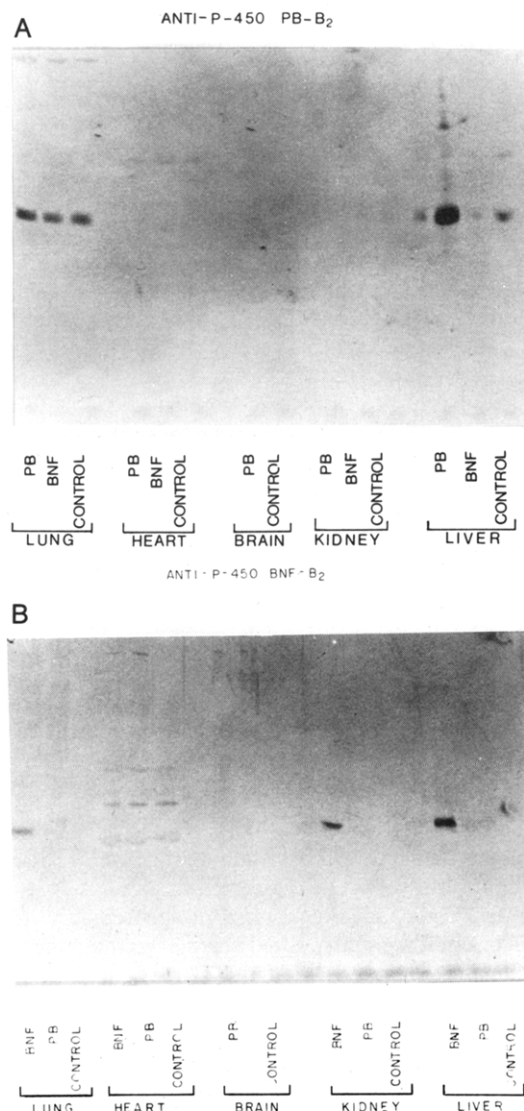 A
ANTI-P-450 PB-B2
PB BNF CONTROL PB BNF CONTROL PB CONTROL PB BNF CONTROL PB BNF CONTROL
LUNG HEART BRAIN KIDNEY LIVER
ANTI-P-450 BNF-B2
B
BNF PB CONTROL BNF PB CONTROL PB CONTROL BNF PB CONTROL BNF PB CONTROL
LUNG HEART BRAIN KIDNEY LIVER